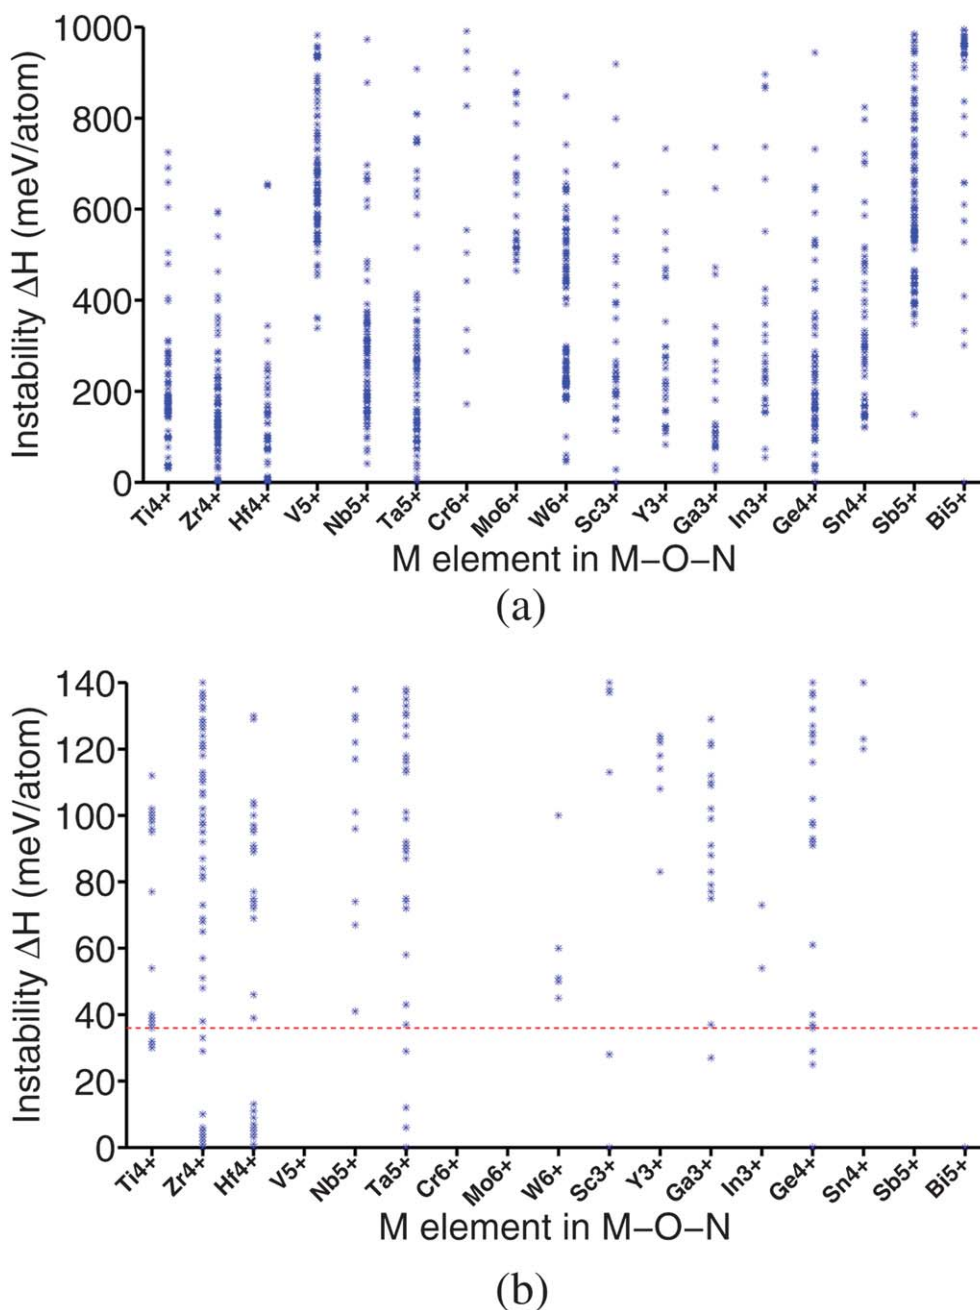 1000
800
600
400
200
0
Instability ΔH (meV/atom)
Ti4+ Zr4+ Hf4+ V5+ Nb5+ Ta5+ Cr6+ Mo6+ W6+ Sc3+ Y3+ Ga3+ In3+ Ge4+ Sn4+ Sb5+ Bi5+
M element in M–O–N
(a)
140
120
100
80
60
40
20
0
Instability ΔH (meV/atom)
Ti4+ Zr4+ Hf4+ V5+ Nb5+ Ta5+ Cr6+ Mo6+ W6+ Sc3+ Y3+ Ga3+ In3+ Ge4+ Sn4+ Sb5+ Bi5+
M element in M–O–N
(b)